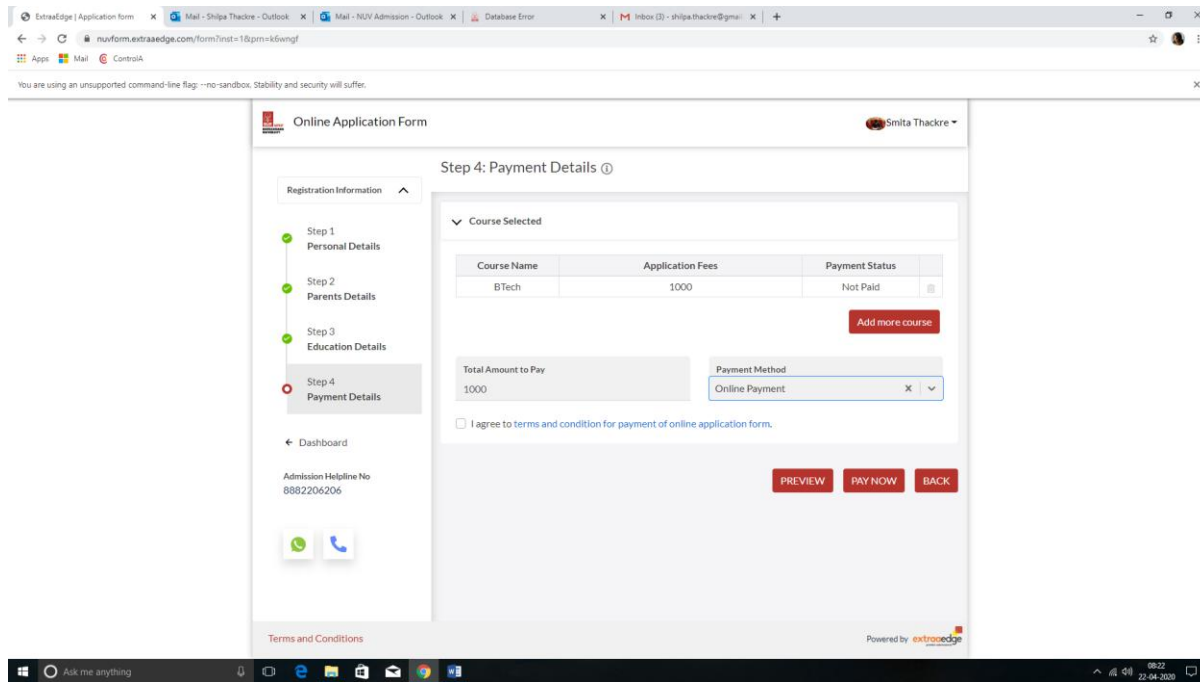 ExtraaEdge | Application form
Mail - Shilpa Thackre - Outlook
Mail - NUV Admission - Outlook
Database Error
Inbox (3) - shilpa.thackre@gmai
nuvform.extraaedge.com/form?inst=1&prn=k6wngf
Apps
Mail
ControlA
You are using an unsupported command-line flag: --no-sandbox. Stability and security will suffer.
Online Application Form
Smita Thackre
Step 4: Payment Details
Registration Information
Step 1
Personal Details
Step 2
Parents Details
Step 3
Education Details
Step 4
Payment Details
Dashboard
Admission Helpline No
8882206206
Course Selected
Course Name Application Fees Payment Status
BTech 1000 Not Paid
Add more course
Total Amount to Pay
1000
Payment Method
Online Payment
I agree to terms and condition for payment of online application form.
PREVIEW PAY NOW BACK
Terms and Conditions
Powered by extraaedge
Ask me anything
08:22
22-04-2020